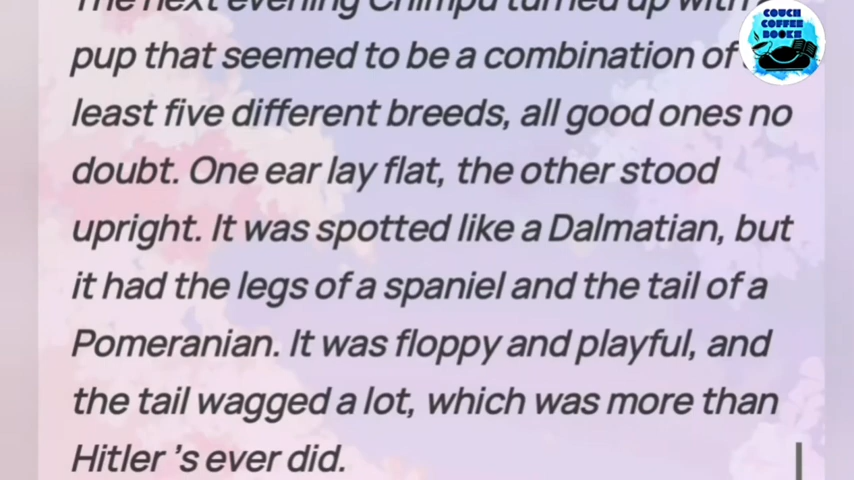 The next evening Chimpu turned up with a
pup that seemed to be a combination of
least five different breeds, all good ones no
doubt. One ear lay flat, the other stood
upright. It was spotted like a Dalmatian, but
it had the legs of a spaniel and the tail of a
Pomeranian. It was floppy and playful, and
the tail wagged a lot, which was more than
Hitler 's ever did.
COUCH
COFFEE
BOOKS